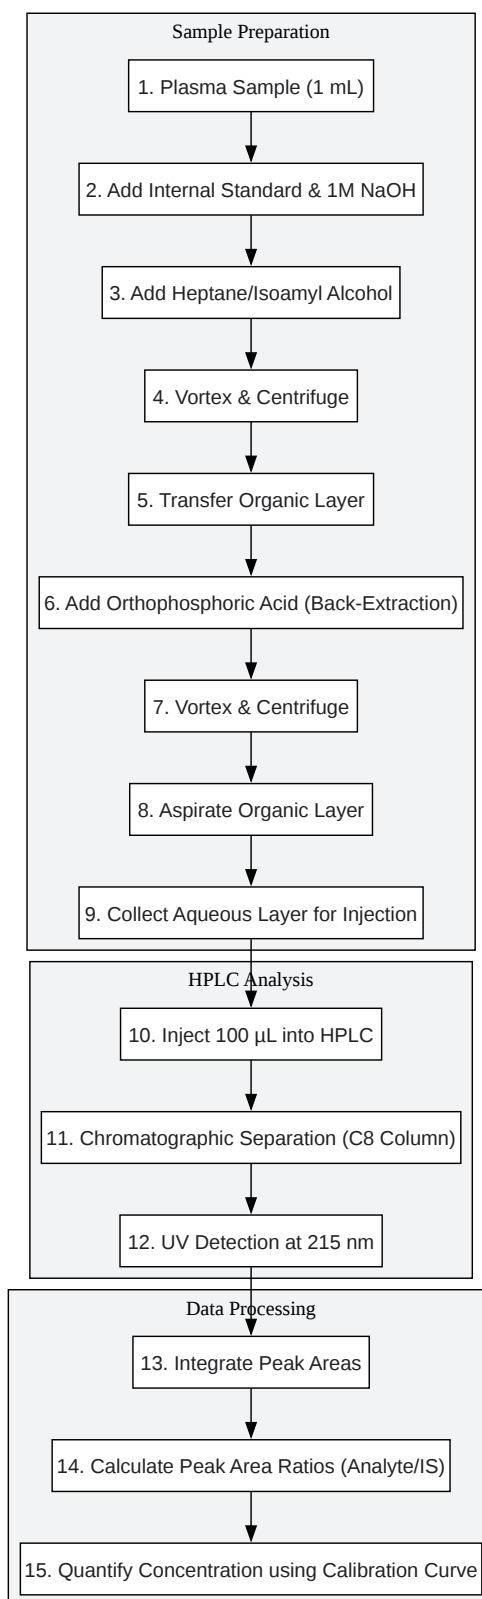 Sample Preparation
1. Plasma Sample (1 mL)
2. Add Internal Standard & 1M NaOH
3. Add Heptane/Isoamyl Alcohol
4. Vortex & Centrifuge
5. Transfer Organic Layer
6. Add Orthophosphoric Acid (Back-Extraction)
7. Vortex & Centrifuge
8. Aspirate Organic Layer
9. Collect Aqueous Layer for Injection
HPLC Analysis
10. Inject 100 µL into HPLC
11. Chromatographic Separation (C8 Column)
12. UV Detection at 215 nm
Data Processing
13. Integrate Peak Areas
14. Calculate Peak Area Ratios (Analyte/IS)
15. Quantify Concentration using Calibration Curve